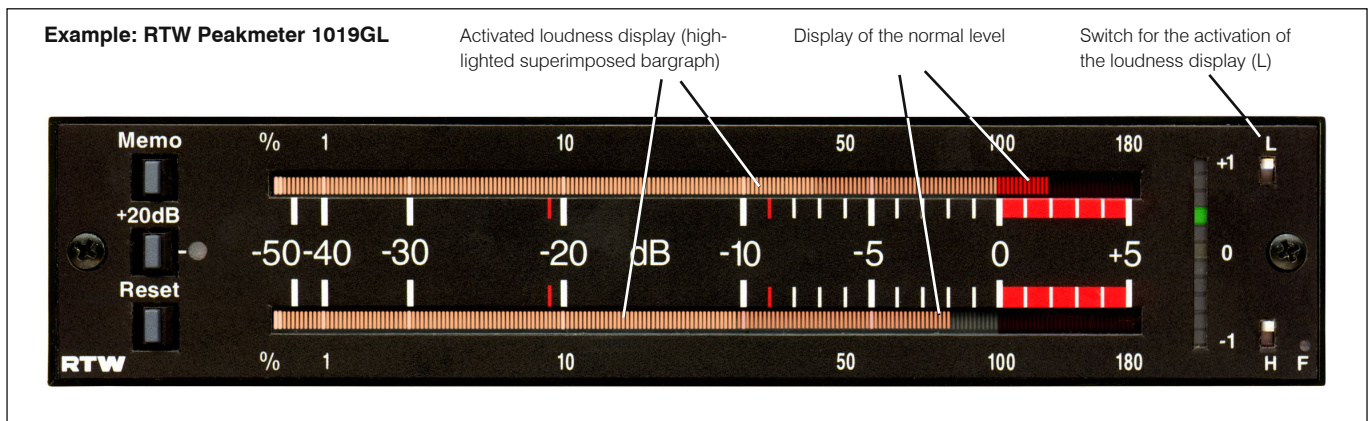 Example: RTW Peakmeter 1019GL
Activated loudness display (high-
lighted superimposed bargraph)
Display of the normal level
Switch for the activation of
the loudness display (L)
Memo
+20dB
Reset
RTW
% 1 10 50 100 180
-50 -40 -30 -20 dB -10 -5 0 +5
% 1 10 50 100 180
+1
0
-1
L
H F